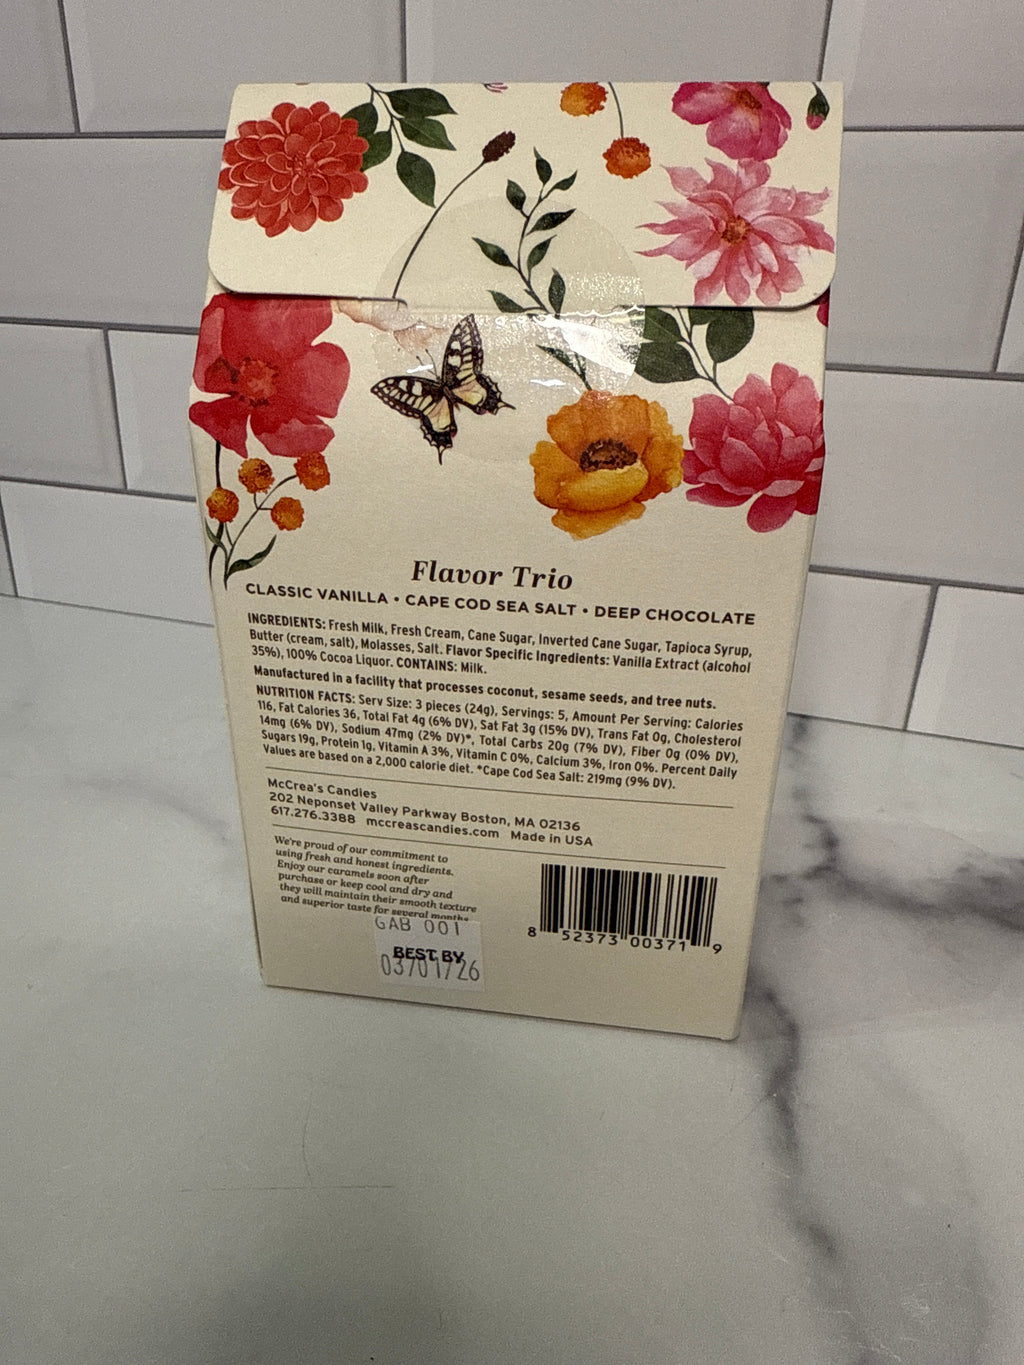 Flavor Trio
CLASSIC VANILLA • CAPE COD SEA SALT • DEEP CHOCOLATE
INGREDIENTS: Fresh Milk, Fresh Cream, Cane Sugar, Inverted Cane Sugar, Tapioca Syrup,
Butter (cream, salt), Molasses, Salt. Flavor Specific Ingredients: Vanilla Extract (alcohol
35%), 100% Cocoa Liquor. CONTAINS: Milk.
Manufactured in a facility that processes coconut, sesame seeds, and tree nuts.
NUTRITION FACTS: Serv Size: 3 pieces (24g), Servings: 5, Amount Per Serving: Calories
116, Fat Calories 36, Total Fat 4g (6% DV), Sat Fat 3g (15% DV), Trans Fat 0g, Cholesterol
14mg (6% DV), Sodium 47mg (2% DV)*, Total Carbs 20g (7% DV), Fiber 0g (0% DV),
Sugars 19g, Protein 1g, Vitamin A 3%, Vitamin C 0%, Calcium 3%, Iron 0%. Percent Daily
Values are based on a 2,000 calorie diet. *Cape Cod Sea Salt: 219mg (9% DV).
McCrea's Candies
202 Neponset Valley Parkway Boston, MA 02136
617.276.3388 mccreascandies.com Made in USA
We're proud of our commitment to
using fresh and honest ingredients.
Enjoy our caramels soon after
purchase or keep cool and dry and
they will maintain their smooth texture
and superior taste for several months
GAB 001
BEST BY
03/01/26
8 52373 00371 9